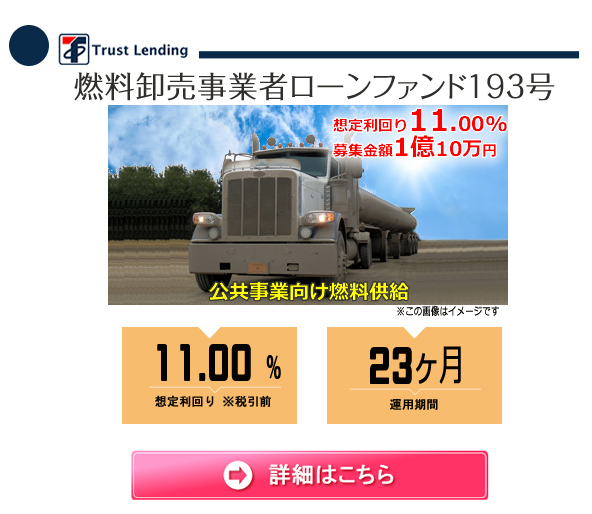 Trust Lending
燃料卸売事業者ローンファンド193号
想定利回り11.00%
募集金額1億10万円
公共事業向け燃料供給
※この画像はイメージです
11.00 %
想定利回り ※税引前
23ヶ月
運用期間
詳細はこちら